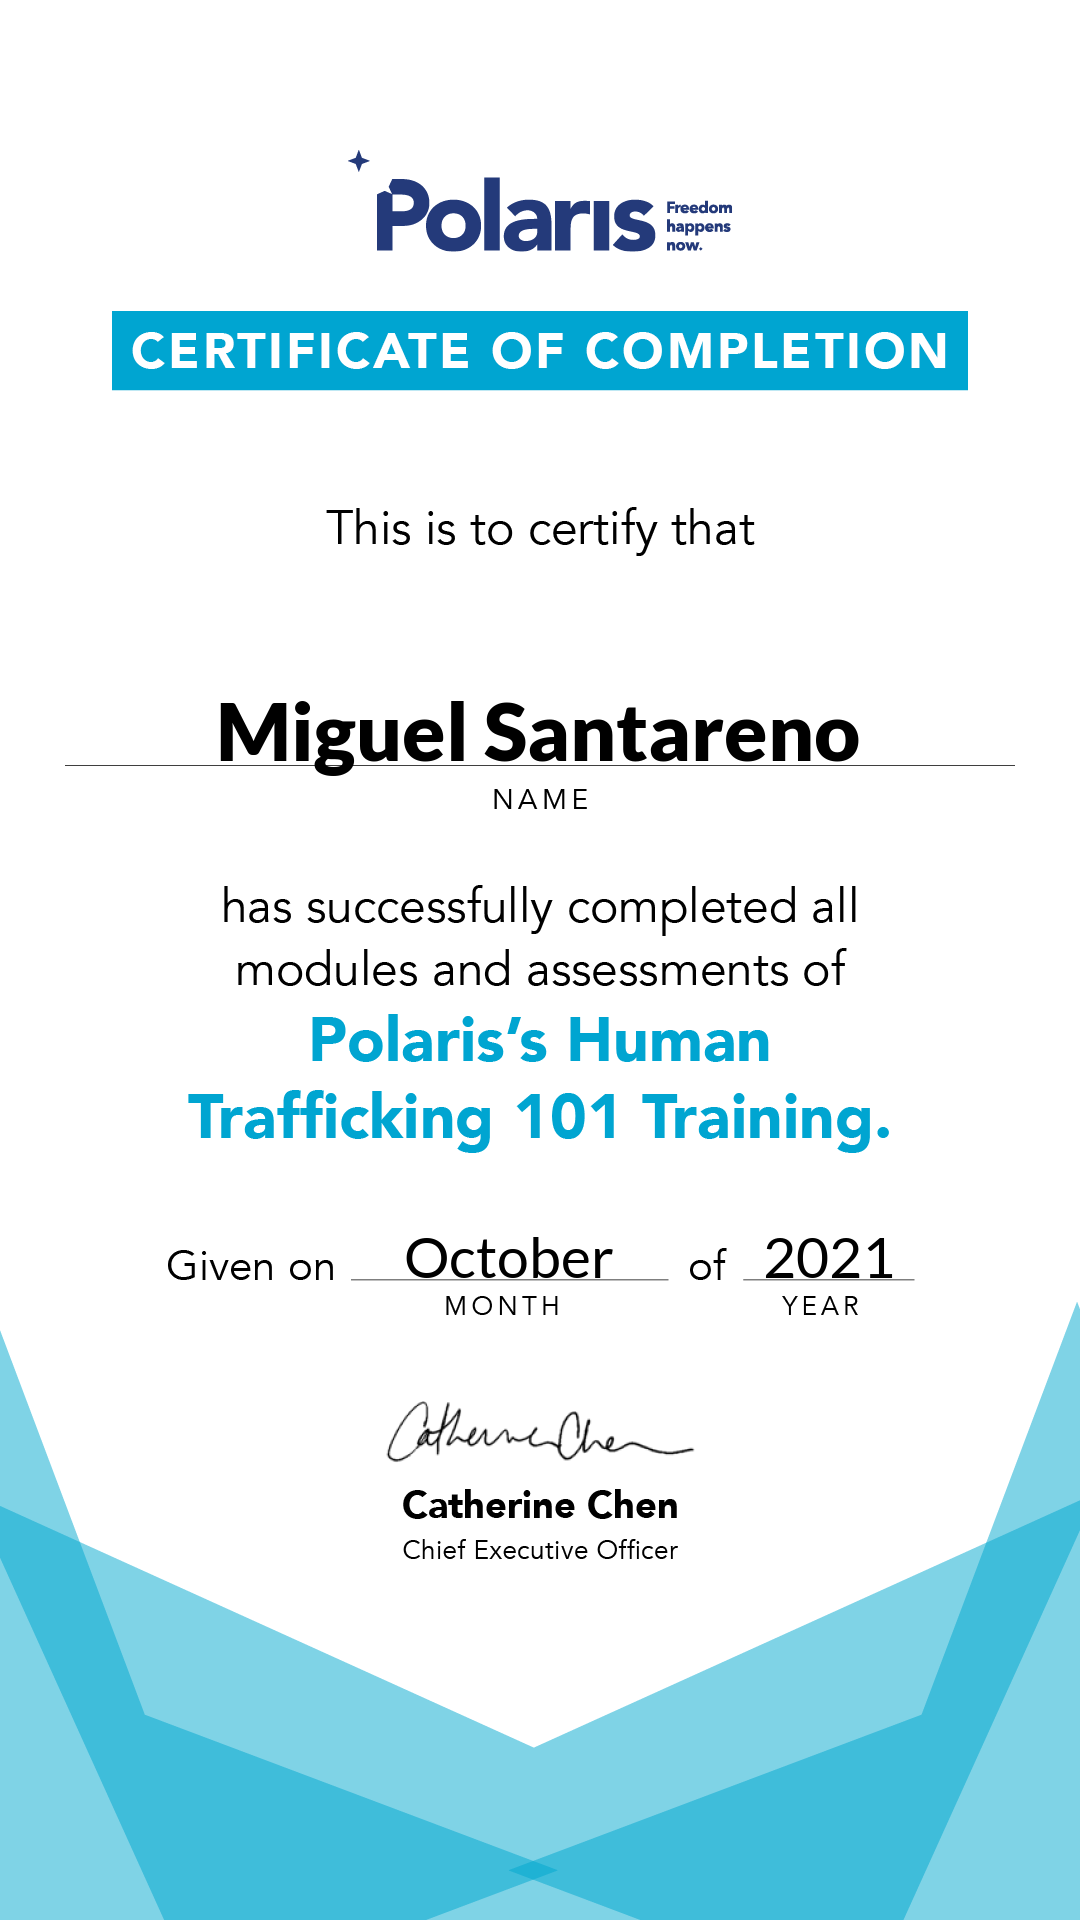 Polaris
Freedom
happens
now.
CERTIFICATE OF COMPLETION
This is to certify that
Miguel Santareno
NAME
has successfully completed all
modules and assessments of
Polaris’s Human
Trafficking 101 Training.
Given on October of 2021
MONTH YEAR
Catherine Chen
Catherine Chen
Chief Executive Officer